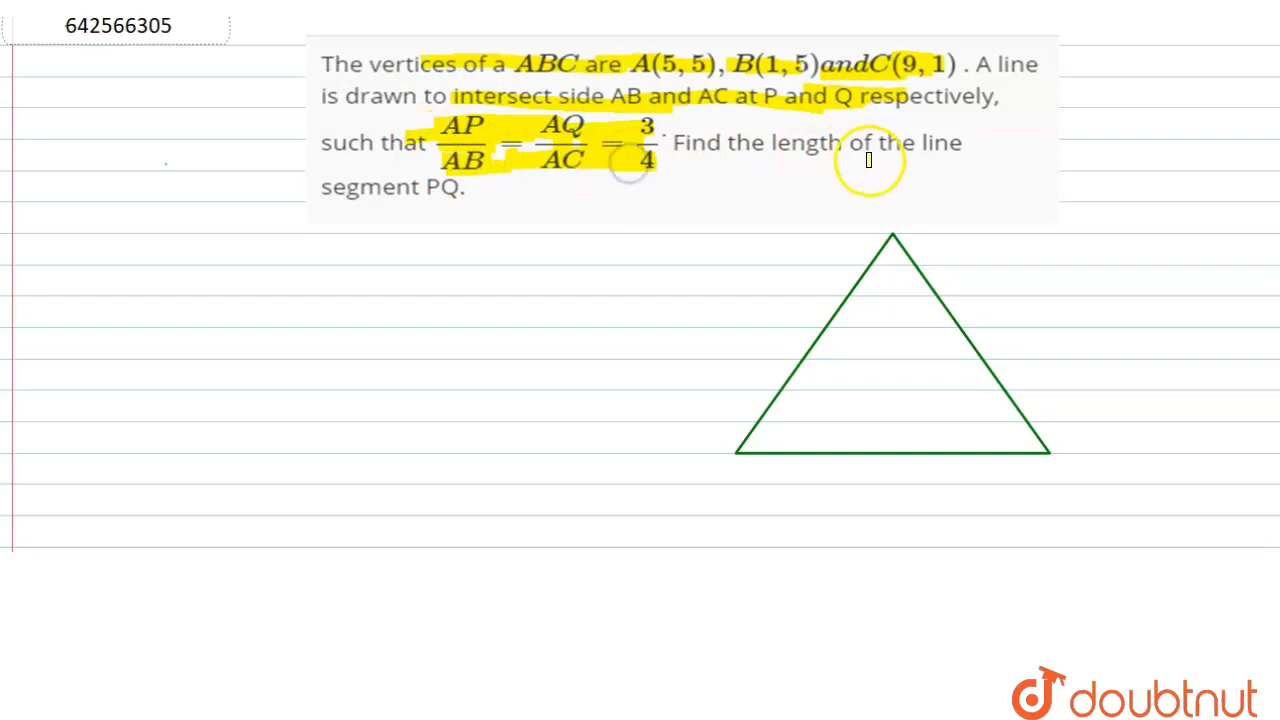 642566305
The vertices of a ABC are A(5, 5), B(1, 5)andC(9, 1) . A line
is drawn to intersect side AB and AC at P and Q respectively,
such that AP/AB = AQ/AC = 3/4 . Find the length of the line
segment PQ.
doubtnut